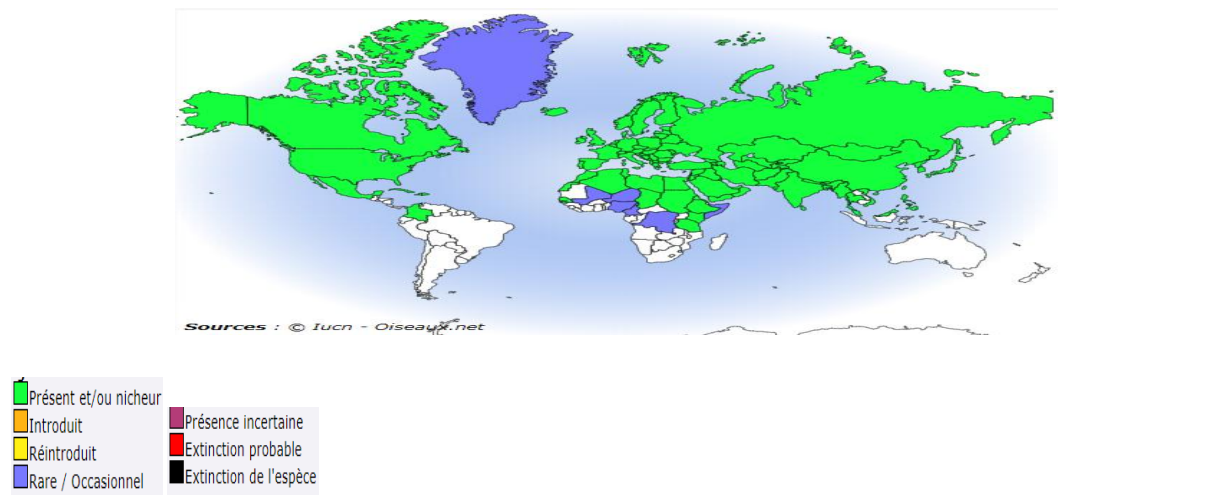 Sources : © Iucn - Oiseaux.net
Présent et/ou nicheur
Introduit
Réintroduit
Rare / Occasionnel
Présence incertaine
Extinction probable
Extinction de l'espèce